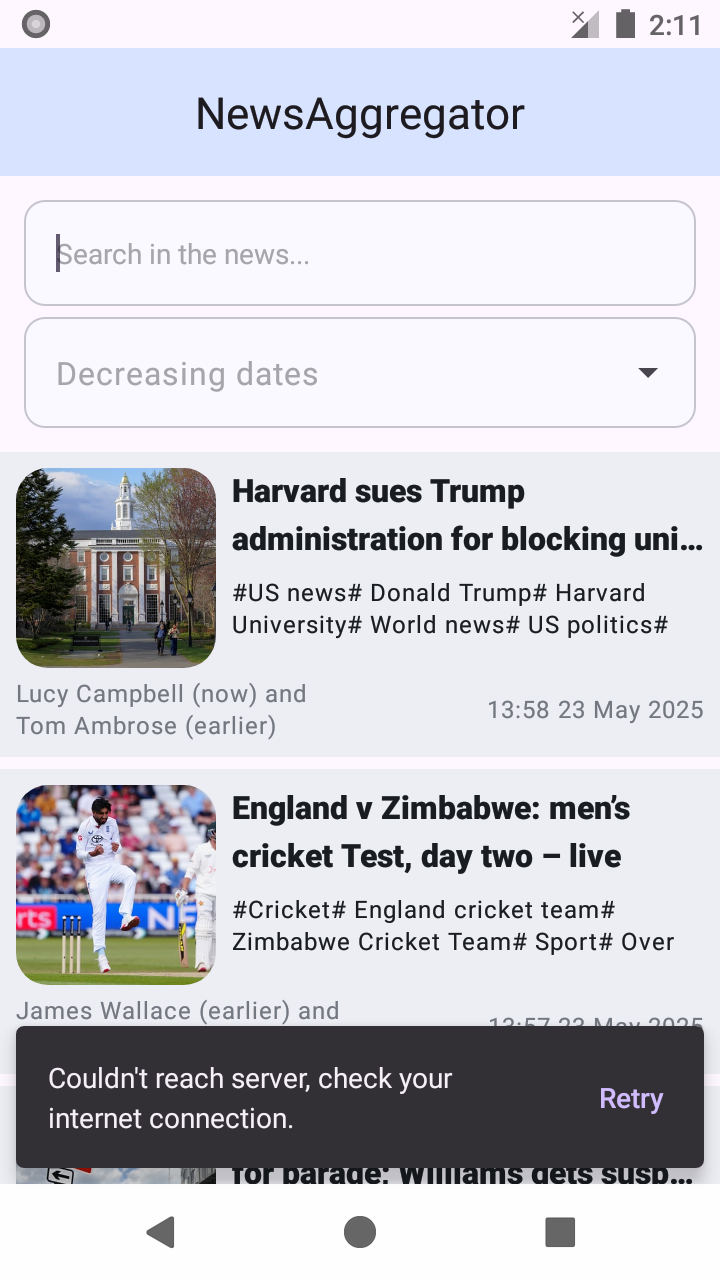 2:11
NewsAggregator
Search in the news...
Decreasing dates
Harvard sues Trump
administration for blocking uni…
#US news# Donald Trump# Harvard
University# World news# US politics#
Lucy Campbell (now) and
Tom Ambrose (earlier)
13:58 23 May 2025
England v Zimbabwe: men’s
cricket Test, day two – live
#Cricket# England cricket team#
Zimbabwe Cricket Team# Sport# Over
James Wallace (earlier) and
13:57 23 May 2025
Couldn't reach server, check your
internet connection.
Retry
for parade; Williams gets susp…